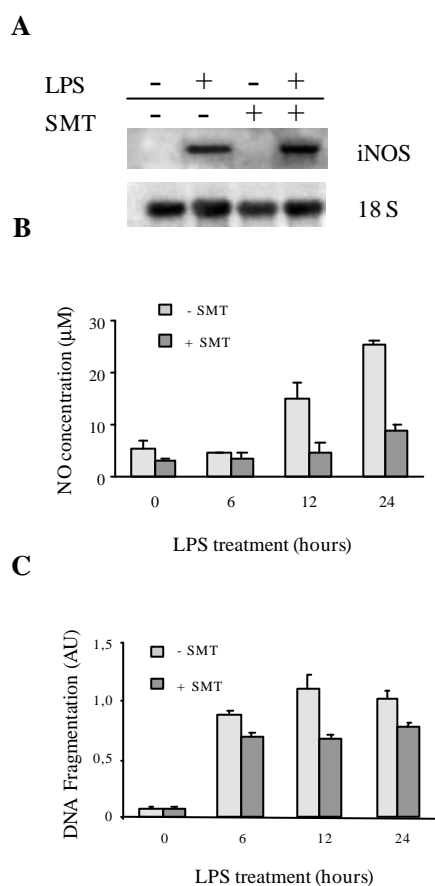 A
LPS - + - +
SMT - - + +
iNOS
18 S
B
- SMT
+ SMT
NO concentration (μM)
30
20
10
0
0 6 12 24
LPS treatment (hours)
C
- SMT
+ SMT
DNA Fragmentation (AU)
1,5
1,0
0,5
0
0 6 12 24
LPS treatment (hours)